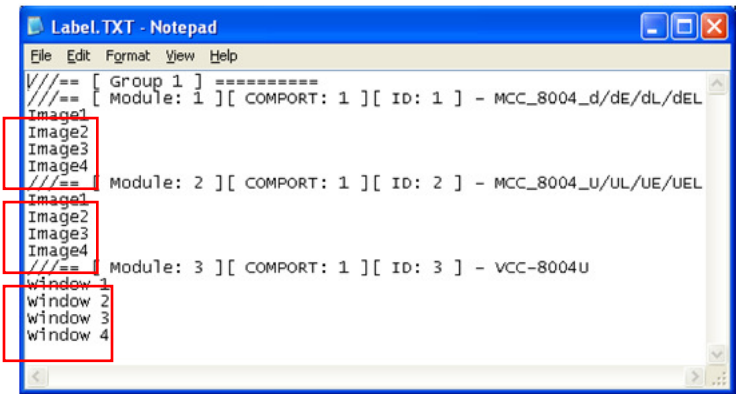 Label.TXT - Notepad
File Edit Format View Help
///== [ Group 1 ] ==========
///== [ Module: 1 ][ COMPORT: 1 ][ ID: 1 ] - MCC_8004_d/dE/dL/dEL
Image1
Image2
Image3
Image4
///== [ Module: 2 ][ COMPORT: 1 ][ ID: 2 ] - MCC_8004_U/UL/UE/UEL
Image1
Image2
Image3
Image4
///== [ Module: 3 ][ COMPORT: 1 ][ ID: 3 ] - VCC-8004U
Window 1
Window 2
Window 3
Window 4